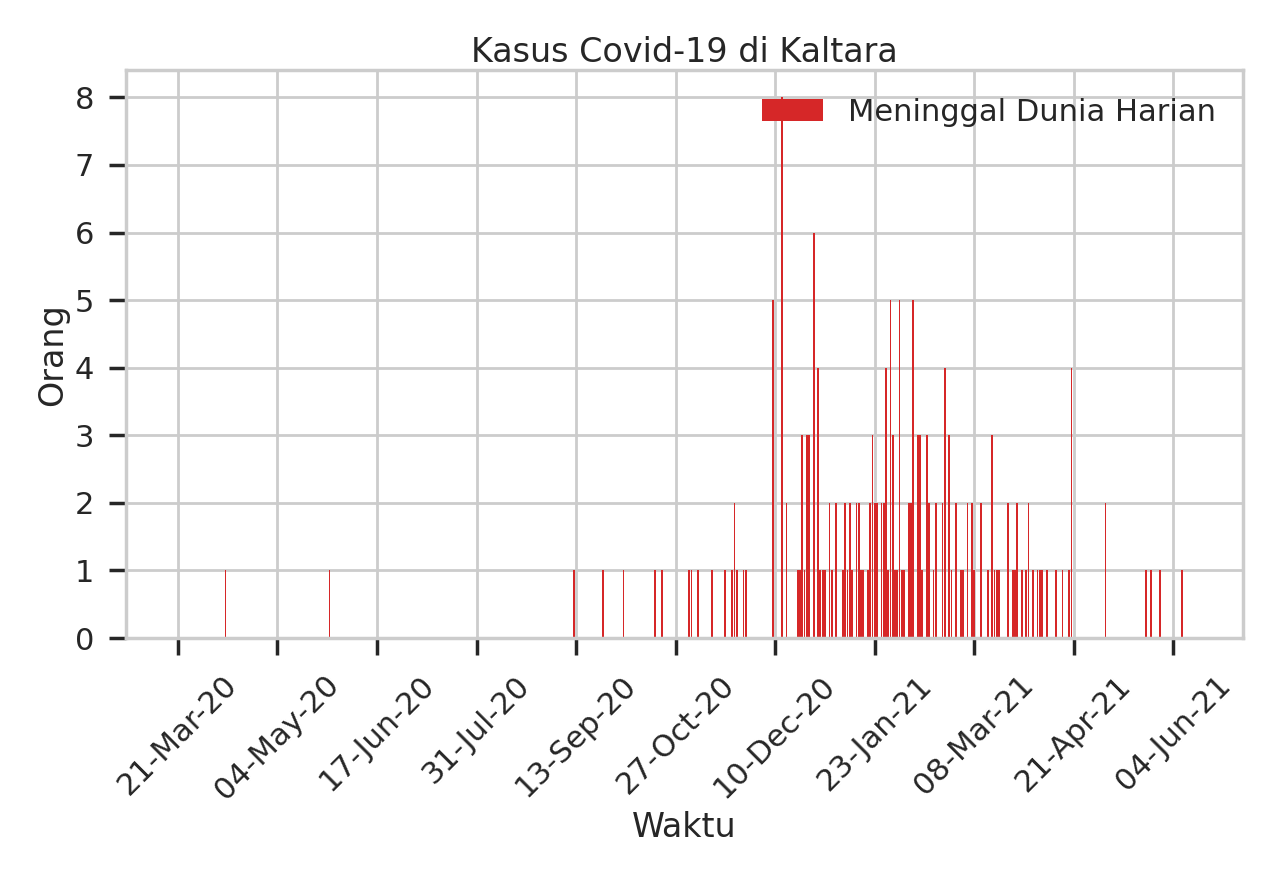 Kasus Covid-19 di Kaltara
Meninggal Dunia Harian
Orang
8
7
6
5
4
3
2
1
0
21-Mar-20
04-May-20
17-Jun-20
31-Jul-20
13-Sep-20
27-Oct-20
10-Dec-20
23-Jan-21
08-Mar-21
21-Apr-21
04-Jun-21
Waktu